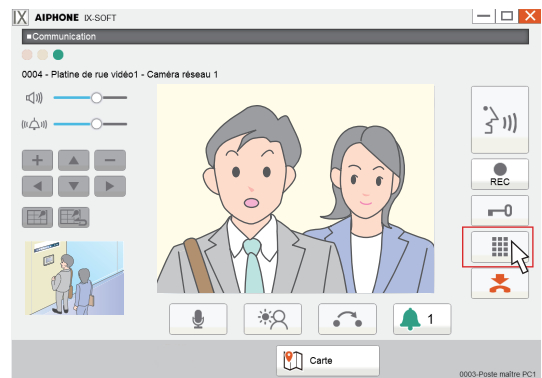 IX AIPHONE IX-SOFT
■Communication
0004 - Platine de rue vidéo1 - Caméra réseau 1
REC
1
Carte
0003-Poste maître PC1